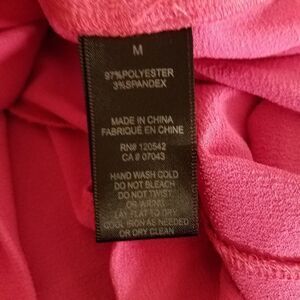 M
97%POLYESTER
3%SPANDEX
MADE IN CHINA
FABRIQUÉ EN CHINE
RN# 120542
CA # 07043
HAND WASH COLD
DO NOT BLEACH
DO NOT TWIST
OR WRING
LAY FLAT TO DRY
COOL IRON AS NEEDED
OR DRY CLEAN